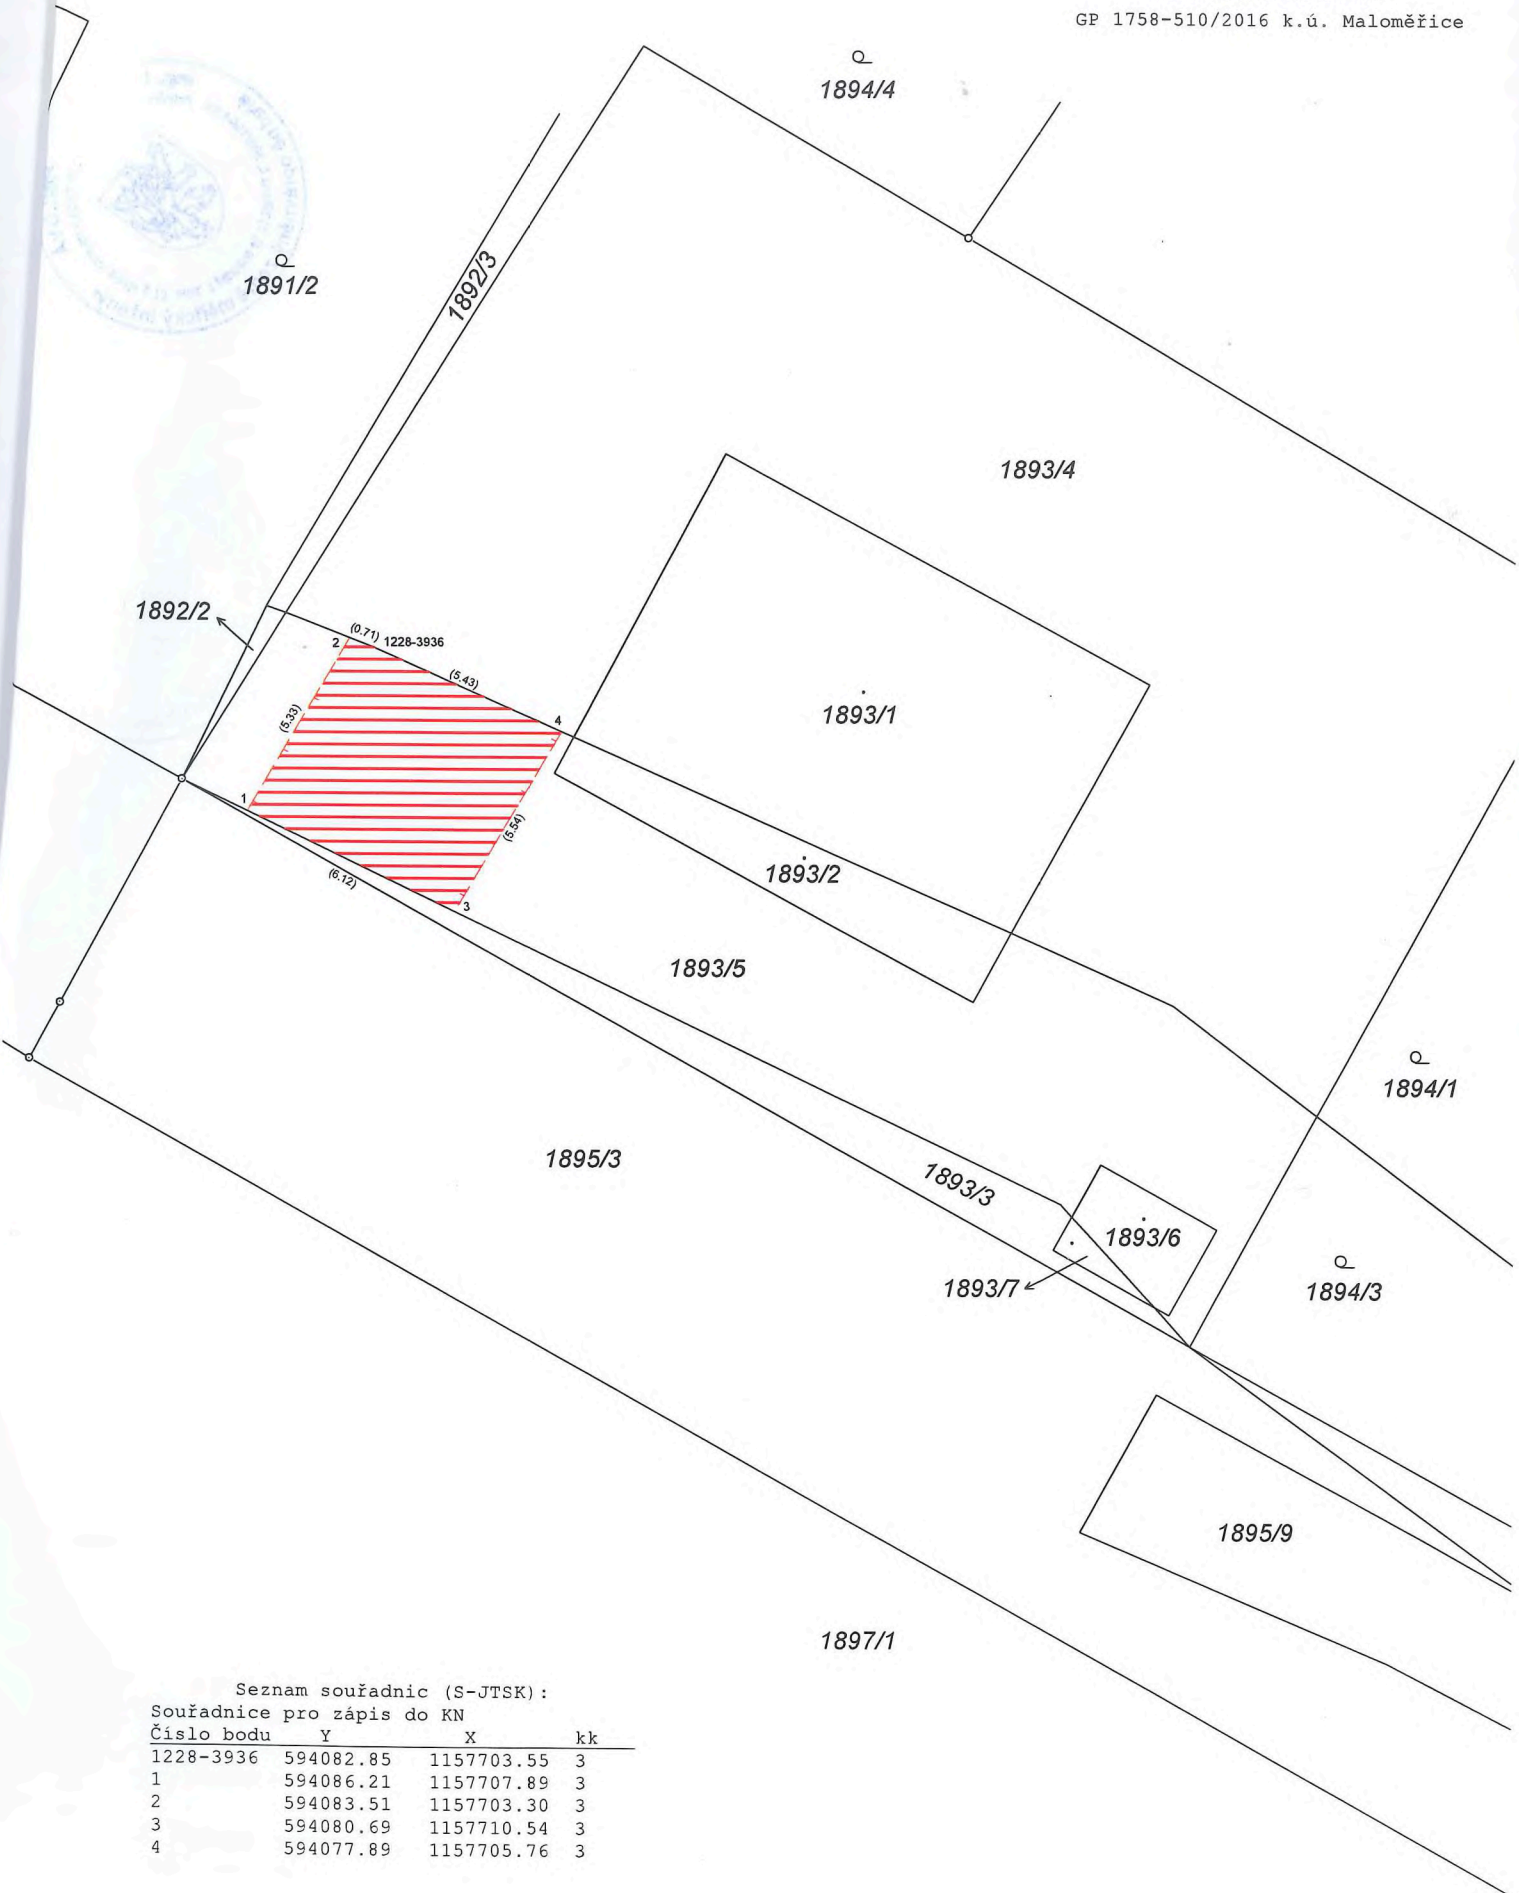 GP 1758-510/2016 k.ú. Maloměřice
1894/4
1891/2
1892/3
1893/4
1892/2
(0.71)
2
1228-3936
(5.43)
4
(5.33)
1893/1
1
(5.54)
(6.12)
1893/2
3
1893/5
1894/1
1895/3
1893/3
1893/6
1893/7
1894/3
1895/9
1897/1
Seznam souřadnic (S-JTSK):
Souřadnice pro zápis do KN
Číslo bodu Y X kk
1228-3936 594082.85 1157703.55 3
1 594086.21 1157707.89 3
2 594083.51 1157703.30 3
3 594080.69 1157710.54 3
4 594077.89 1157705.76 3